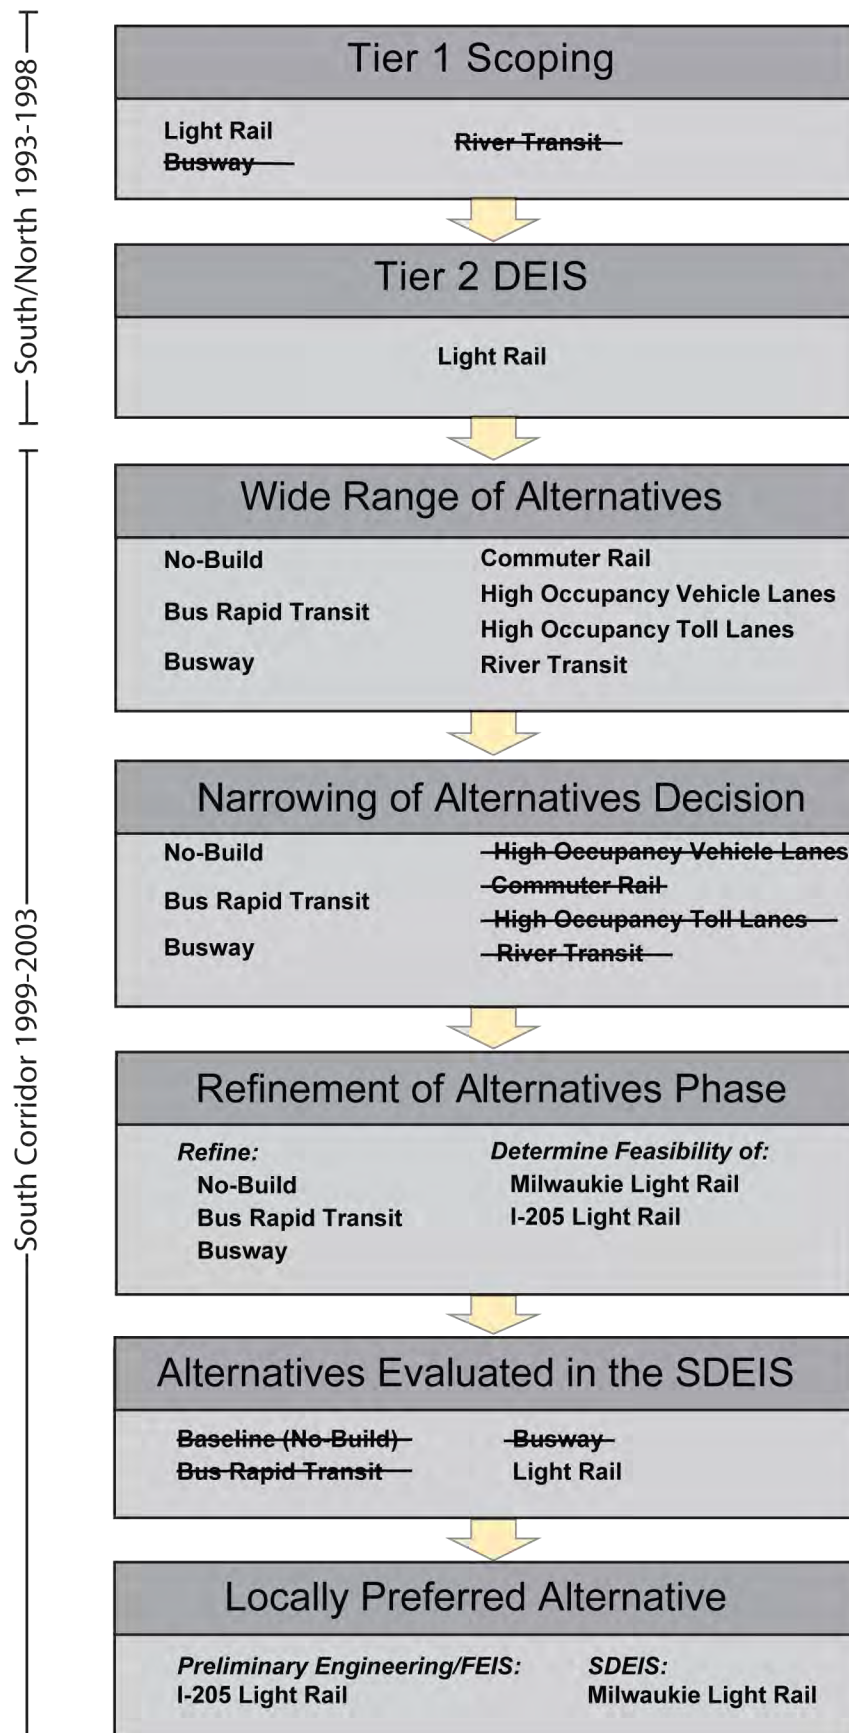 South/North 1993-1998
Tier 1 Scoping
Light Rail
Busway
River Transit
Tier 2 DEIS
Light Rail
South Corridor 1999-2003
Wide Range of Alternatives
No-Build
Bus Rapid Transit
Busway
Commuter Rail
High Occupancy Vehicle Lanes
High Occupancy Toll Lanes
River Transit
Narrowing of Alternatives Decision
No-Build
Bus Rapid Transit
Busway
High Occupancy Vehicle Lanes
Commuter Rail
High Occupancy Toll Lanes
River Transit
Refinement of Alternatives Phase
Refine:
No-Build
Bus Rapid Transit
Busway
Determine Feasibility of:
Milwaukie Light Rail
I-205 Light Rail
Alternatives Evaluated in the SDEIS
Baseline (No-Build)
Bus Rapid Transit
Busway
Light Rail
Locally Preferred Alternative
Preliminary Engineering/FEIS:
I-205 Light Rail
SDEIS:
Milwaukie Light Rail